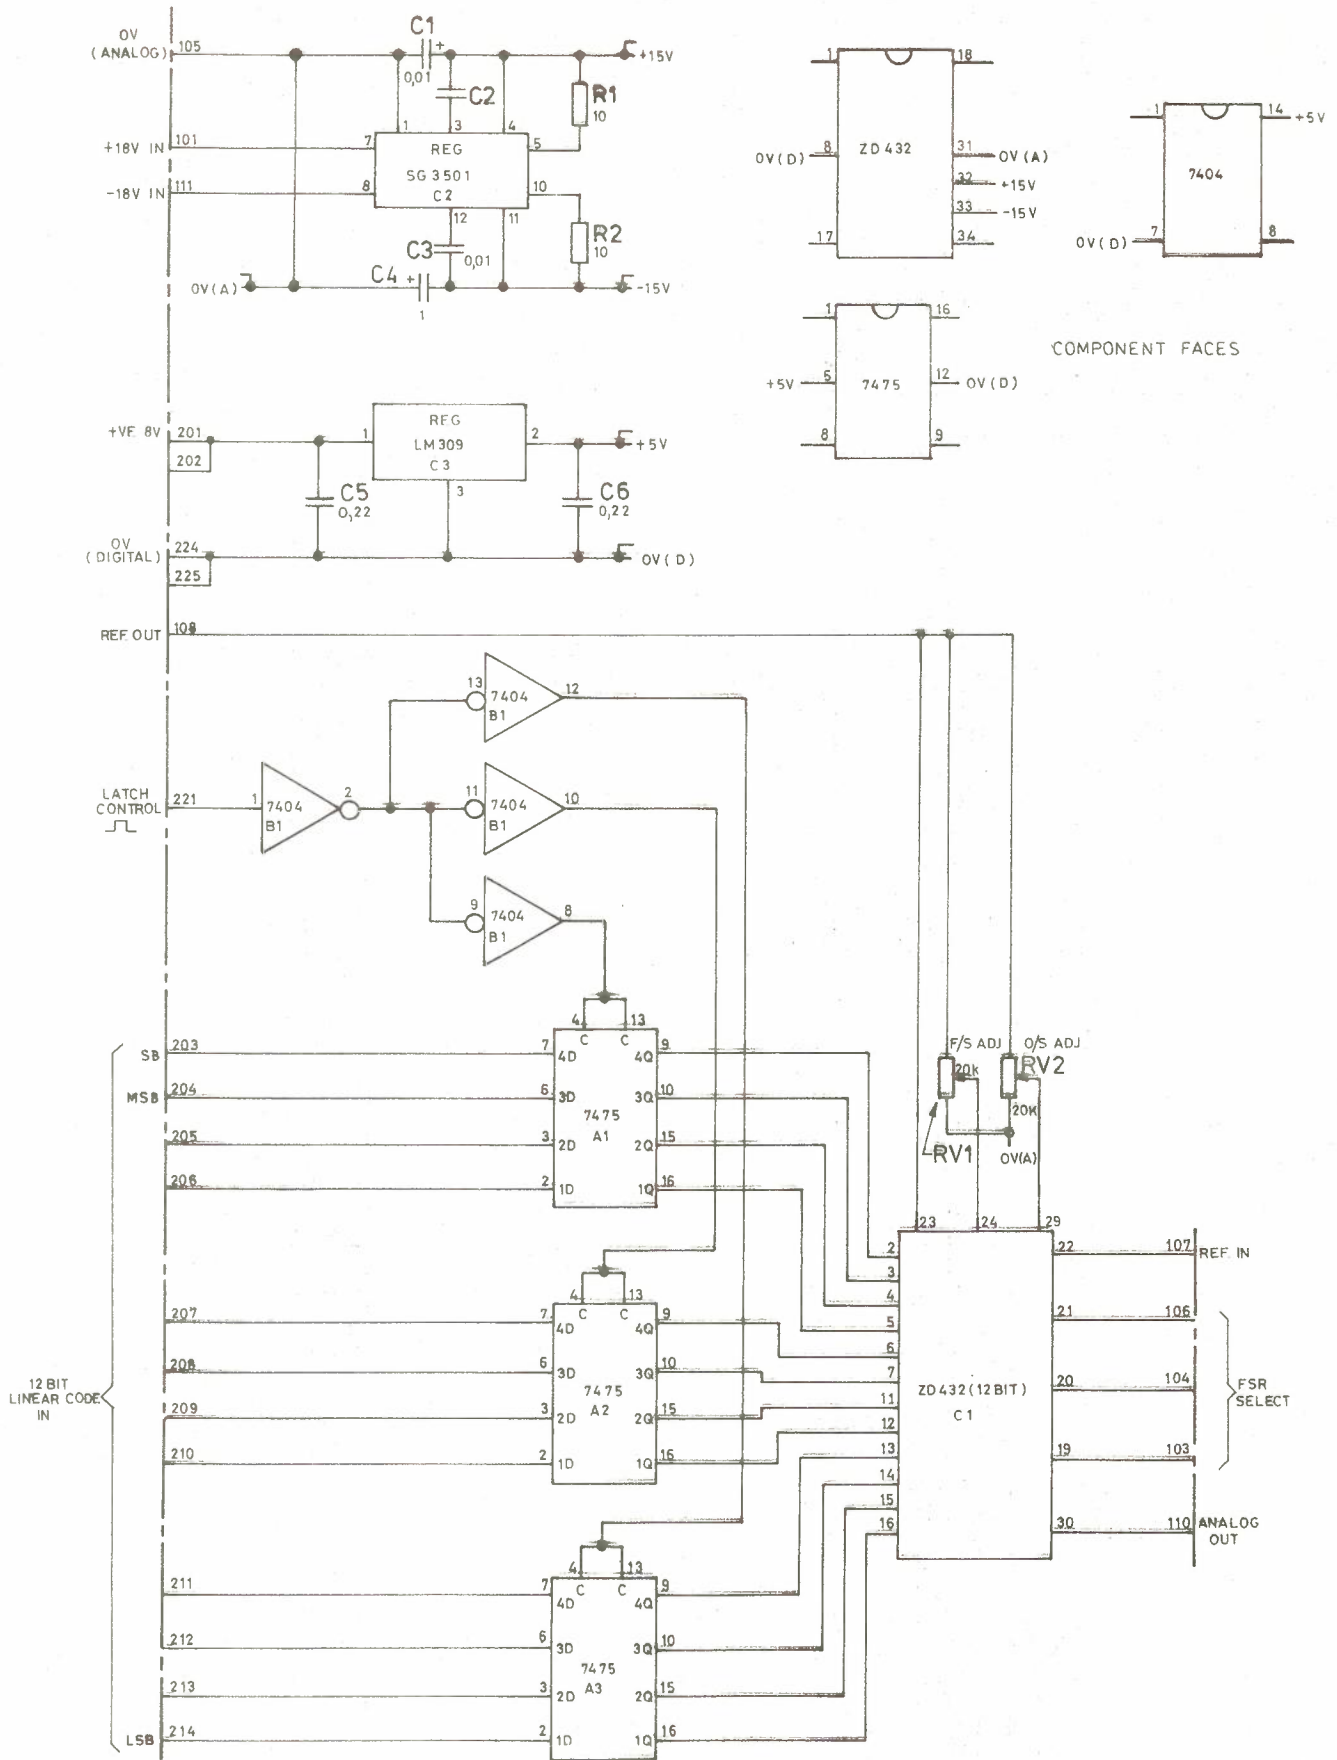 0V
(ANALOG)
105
C1
+
0,01
C2
+15V
R1
10
+18V IN
101
7
1
3
4
5
REG
SG 3501
C2
-18V IN
111
8
10
12
11
C3
0,01
R2
10
0V(A)
C4
+
1
-15V
1
18
8
0V(D)
ZD 432
31
0V(A)
32
+15V
33
-15V
17
34
1
14
+5V
7404
7
0V(D)
8
1
16
+5V
5
7475
12
0V(D)
8
9
COMPONENT FACES
+VE 8V
201
202
1
REG
LM309
C3
2
+5V
3
C5
0,22
C6
0,22
0V
(DIGITAL)
224
225
0V(D)
REF. OUT
108
13
7404
B1
12
LATCH
CONTROL
221
1
7404
B1
2
11
7404
B1
10
9
7404
B1
8
4
13
C
C
SB
203
7
4D
4Q
9
MSB
204
6
3D
3Q
10
7475
A1
205
3
2D
2Q
15
206
2
1D
1Q
16
F/S ADJ
20k
O/S ADJ
RV2
20K
RV1
0V(A)
23
24
29
4
13
C
C
207
7
4D
4Q
9
208
6
3D
3Q
10
7475
A2
209
3
2D
2Q
15
210
2
1D
1Q
16
12 BIT
LINEAR CODE
IN
2
3
4
5
6
7
11
12
13
14
15
16
ZD 432 (12 BIT)
C1
22
107
REF. IN
21
106
20
104
FSR
SELECT
19
103
30
110
ANALOG
OUT
4
13
C
C
211
7
4D
4Q
9
212
6
3D
3Q
10
7475
A3
213
3
2D
2Q
15
LSB
214
2
1D
1Q
16